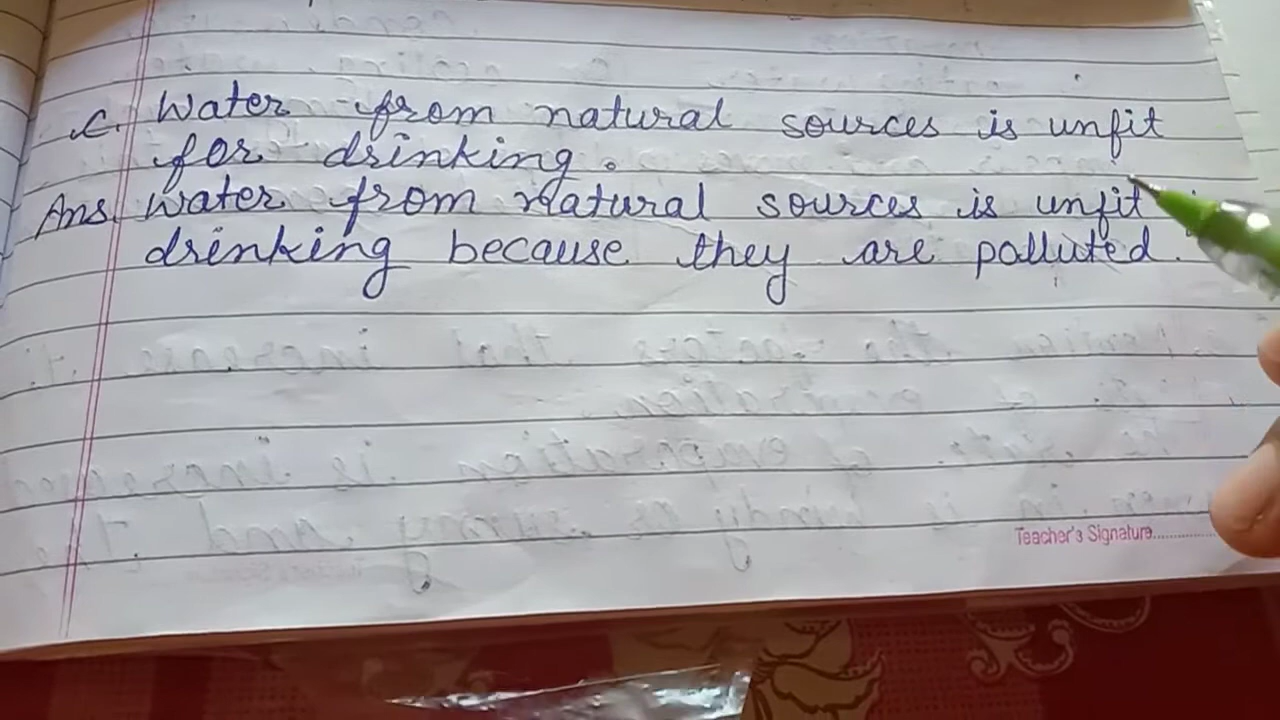 c. Water from natural sources is unfit
for drinking.
Ans. Water from natural sources is unfit
drinking because they are polluted.
Teacher's Signature..............